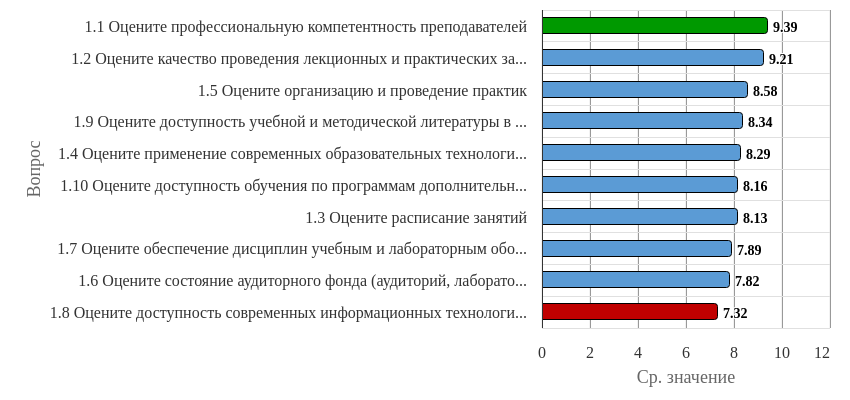 1.1 Оцените профессиональную компетентность преподавателей 9.39
1.2 Оцените качество проведения лекционных и практических за... 9.21
1.5 Оцените организацию и проведение практик 8.58
1.9 Оцените доступность учебной и методической литературы в ... 8.34
1.4 Оцените применение современных образовательных технологи... 8.29
1.10 Оцените доступность обучения по программам дополнительн... 8.16
1.3 Оцените расписание занятий 8.13
1.7 Оцените обеспечение дисциплин учебным и лабораторным обо... 7.89
1.6 Оцените состояние аудиторного фонда (аудиторий, лаборато... 7.82
1.8 Оцените доступность современных информационных технологи... 7.32
Вопрос
0 2 4 6 8 10 12
Ср. значение